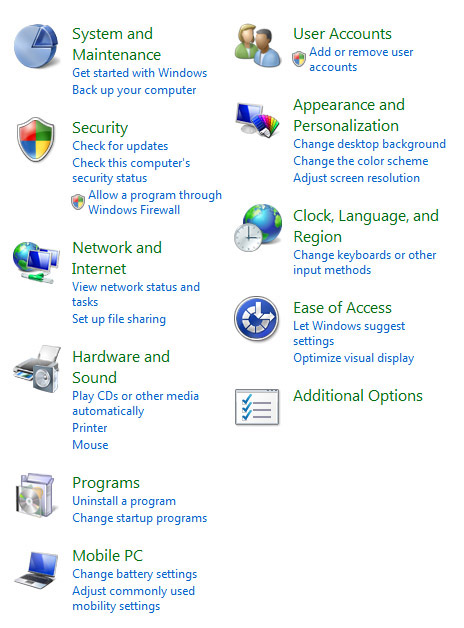 System and
Maintenance
Get started with Windows
Back up your computer
Security
Check for updates
Check this computer's
security status
Allow a program through
Windows Firewall
Network and
Internet
View network status and
tasks
Set up file sharing
Hardware and
Sound
Play CDs or other media
automatically
Printer
Mouse
Programs
Uninstall a program
Change startup programs
Mobile PC
Change battery settings
Adjust commonly used
mobility settings
User Accounts
Add or remove user
accounts
Appearance and
Personalization
Change desktop background
Change the color scheme
Adjust screen resolution
Clock, Language, and
Region
Change keyboards or other
input methods
Ease of Access
Let Windows suggest
settings
Optimize visual display
Additional Options